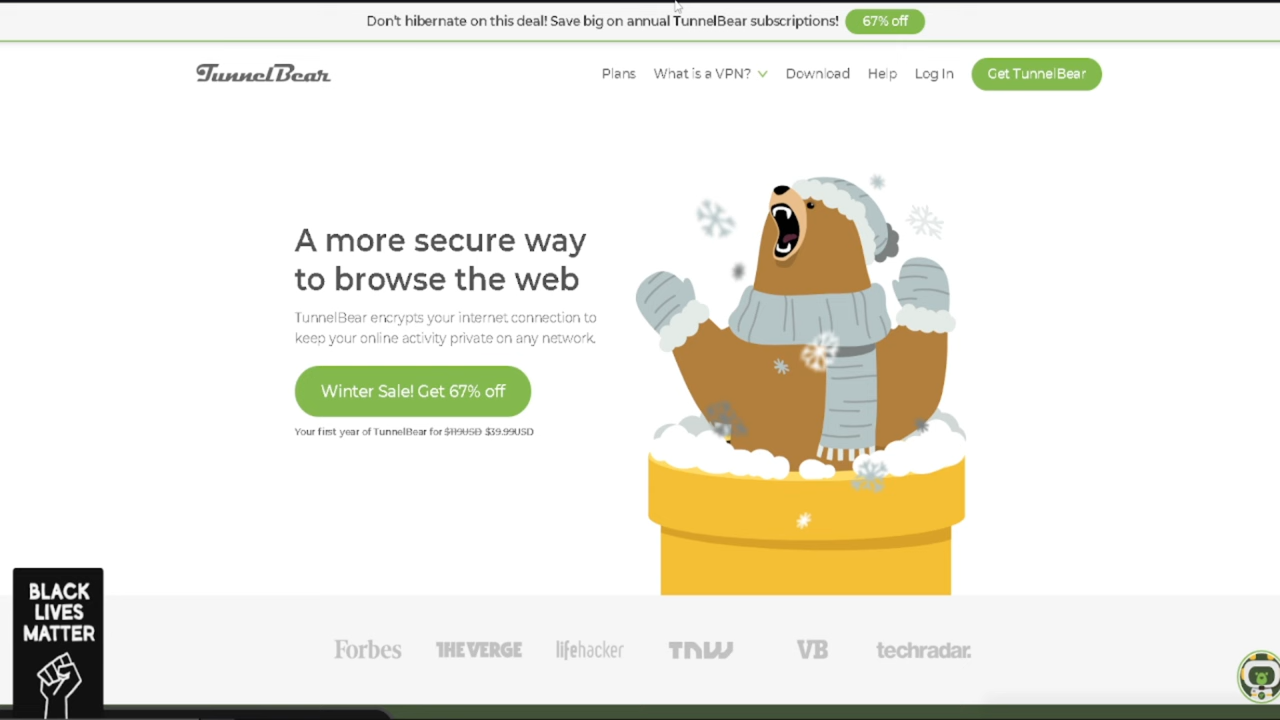 Don't hibernate on this deal! Save big on annual TunnelBear subscriptions! 67% off
TunnelBear
Plans What is a VPN? Download Help Log In Get TunnelBear
A more secure way
to browse the web
TunnelBear encrypts your internet connection to
keep your online activity private on any network.
Winter Sale! Get 67% off
Your first year of TunnelBear for $119USD $39.99USD
BLACK
LIVES
MATTER
Forbes THE VERGE lifehacker TNW VB techradar.